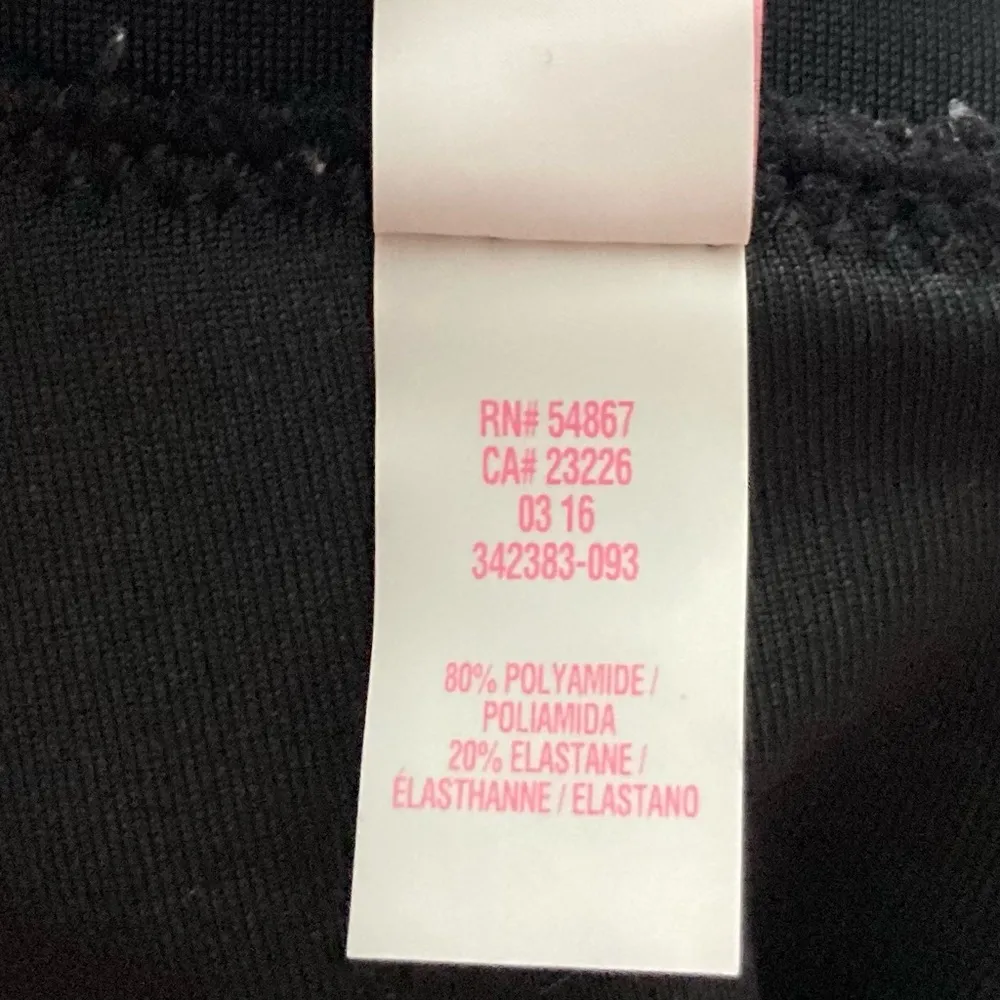 RN# 54867
CA# 23226
03 16
342383-093
80% POLYAMIDE /
POLIAMIDA
20% ELASTANE /
ÉLASTHANNE / ELASTANO